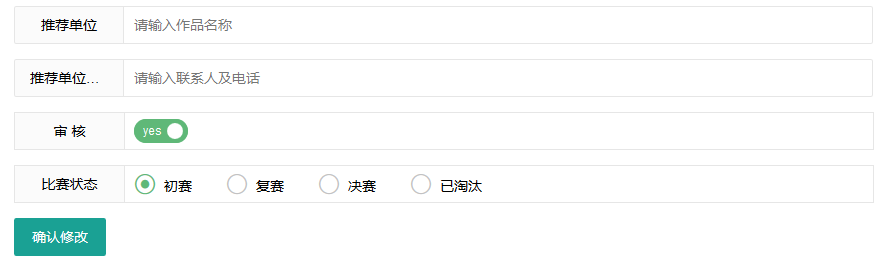 推荐单位 请输入作品名称
推荐单位... 请输入联系人及电话
审 核 yes
比赛状态 初赛 复赛 决赛 已淘汰
确认修改